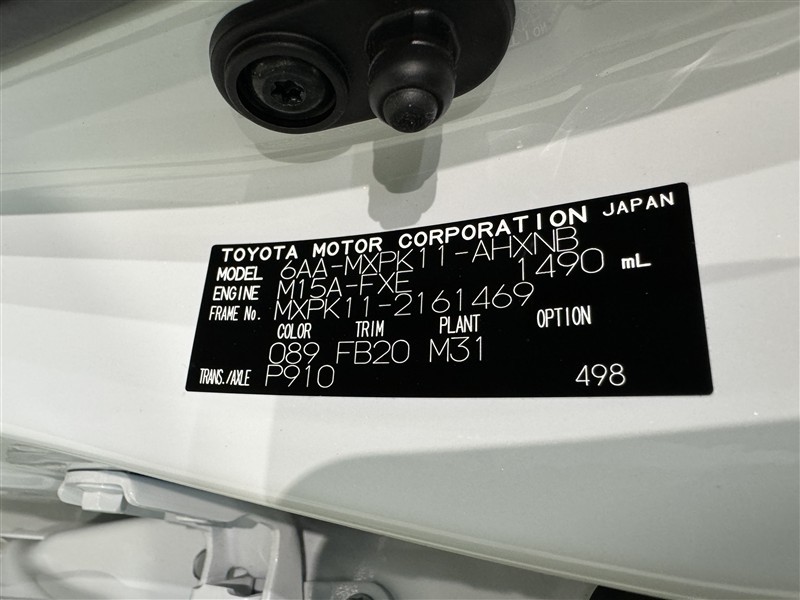 TOYOTA MOTOR CORPORATION JAPAN
MODEL 6AA-MXPK11-AHXNB
ENGINE M15A-FXE 1490 mL
FRAME No. MXPK11-2161469
COLOR TRIM PLANT OPTION
089 FB20 M31
TRANS./AXLE P910 498